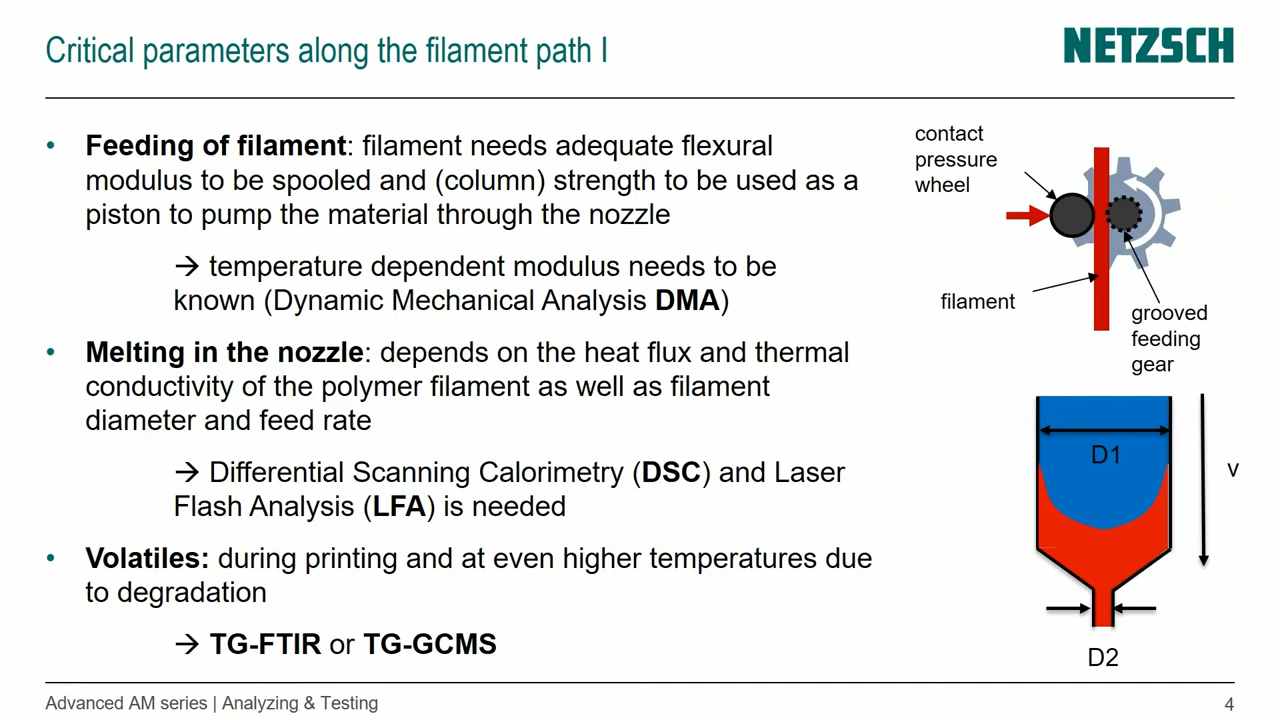 Critical parameters along the filament path I
NETZSCH
• Feeding of filament: filament needs adequate flexural
modulus to be spooled and (column) strength to be used as a
piston to pump the material through the nozzle
→ temperature dependent modulus needs to be
known (Dynamic Mechanical Analysis DMA)
• Melting in the nozzle: depends on the heat flux and thermal
conductivity of the polymer filament as well as filament
diameter and feed rate
→ Differential Scanning Calorimetry (DSC) and Laser
Flash Analysis (LFA) is needed
• Volatiles: during printing and at even higher temperatures due
to degradation
→ TG-FTIR or TG-GCMS
contact
pressure
wheel
filament
grooved
feeding
gear
D1
v
D2
Advanced AM series | Analyzing & Testing
4